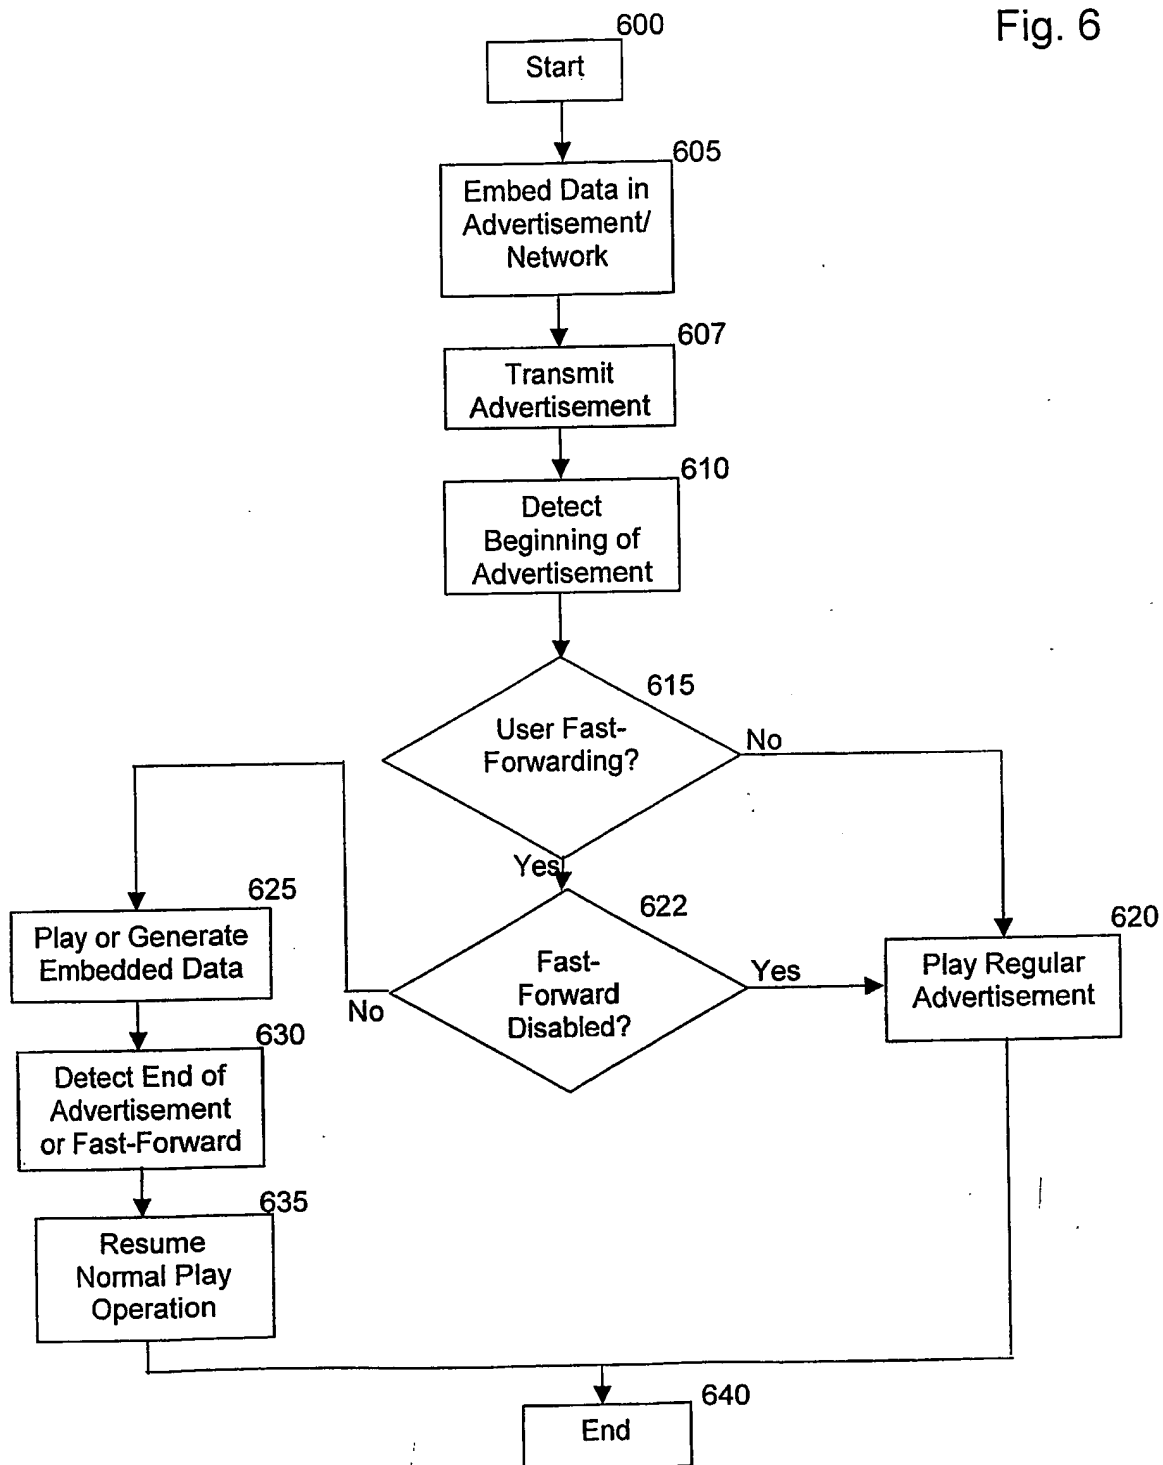 Fig. 6
600
Start
605
Embed Data in
Advertisement/
Network
607
Transmit
Advertisement
610
Detect
Beginning of
Advertisement
615
User Fast-
Forwarding?
No
Yes
622
Fast-
Forward
Disabled?
Yes
No
620
Play Regular
Advertisement
625
Play or Generate
Embedded Data
630
Detect End of
Advertisement
or Fast-Forward
635
Resume
Normal Play
Operation
640
End